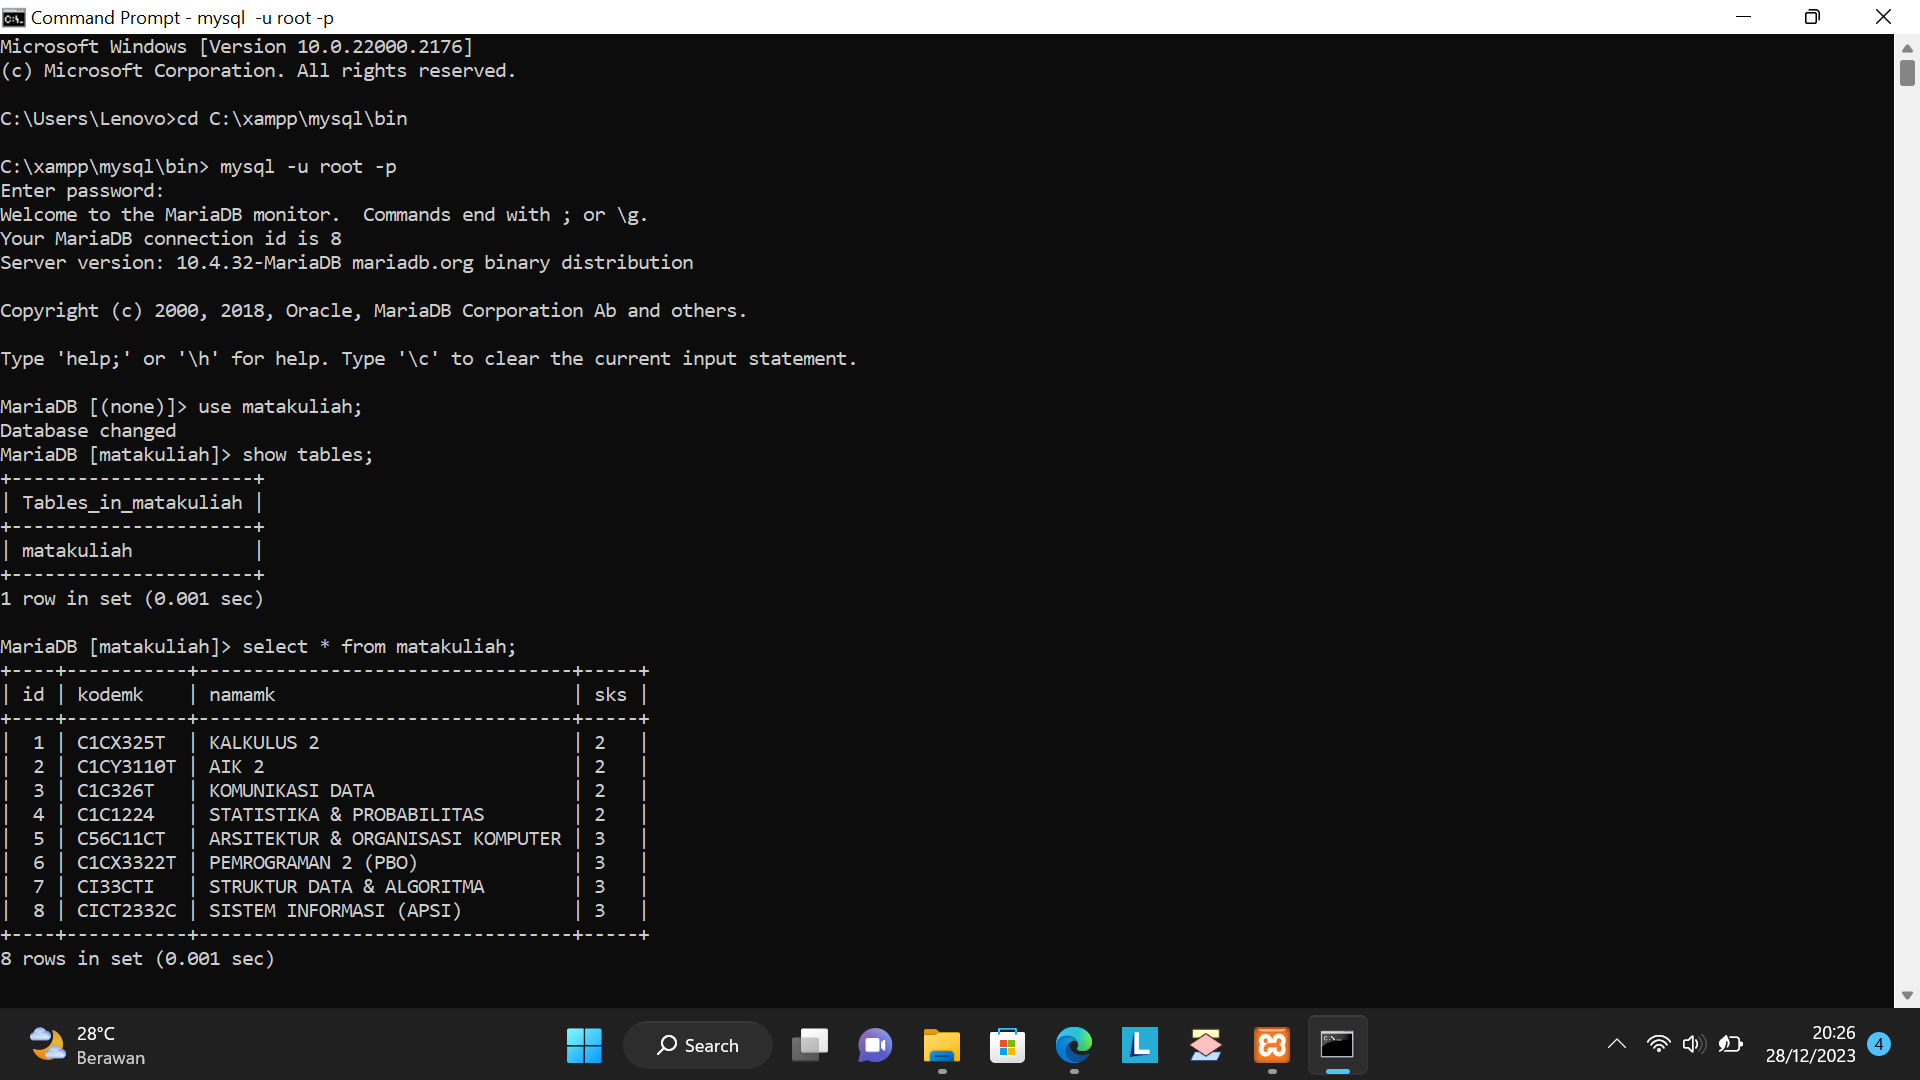 Command Prompt - mysql  -u root -p
Microsoft Windows [Version 10.0.22000.2176]
(c) Microsoft Corporation. All rights reserved.
C:\Users\Lenovo>cd C:\xampp\mysql\bin
C:\xampp\mysql\bin> mysql -u root -p
Enter password:
Welcome to the MariaDB monitor.  Commands end with ; or \g.
Your MariaDB connection id is 8
Server version: 10.4.32-MariaDB mariadb.org binary distribution
Copyright (c) 2000, 2018, Oracle, MariaDB Corporation Ab and others.
Type 'help;' or '\h' for help. Type '\c' to clear the current input statement.
MariaDB [(none)]> use matakuliah;
Database changed
MariaDB [matakuliah]> show tables;
+----------------------+
| Tables_in_matakuliah |
+----------------------+
| matakuliah           |
+----------------------+
1 row in set (0.001 sec)
MariaDB [matakuliah]> select * from matakuliah;
+----+-----------+----------------------------------+-----+
| id | kodemk    | namamk                           | sks |
+----+-----------+----------------------------------+-----+
|  1 | C1CX325T  | KALKULUS 2                       | 2   |
|  2 | C1CY3110T | AIK 2                            | 2   |
|  3 | C1C326T   | KOMUNIKASI DATA                  | 2   |
|  4 | C1C1224   | STATISTIKA & PROBABILITAS        | 2   |
|  5 | C56C11CT  | ARSITEKTUR & ORGANISASI KOMPUTER | 3   |
|  6 | C1CX3322T | PEMROGRAMAN 2 (PBO)              | 3   |
|  7 | CI33CTI   | STRUKTUR DATA & ALGORITMA        | 3   |
|  8 | CICT2332C | SISTEM INFORMASI (APSI)          | 3   |
+----+-----------+----------------------------------+-----+
8 rows in set (0.001 sec)
28°C
Berawan
Search
L
20:26
28/12/2023
4